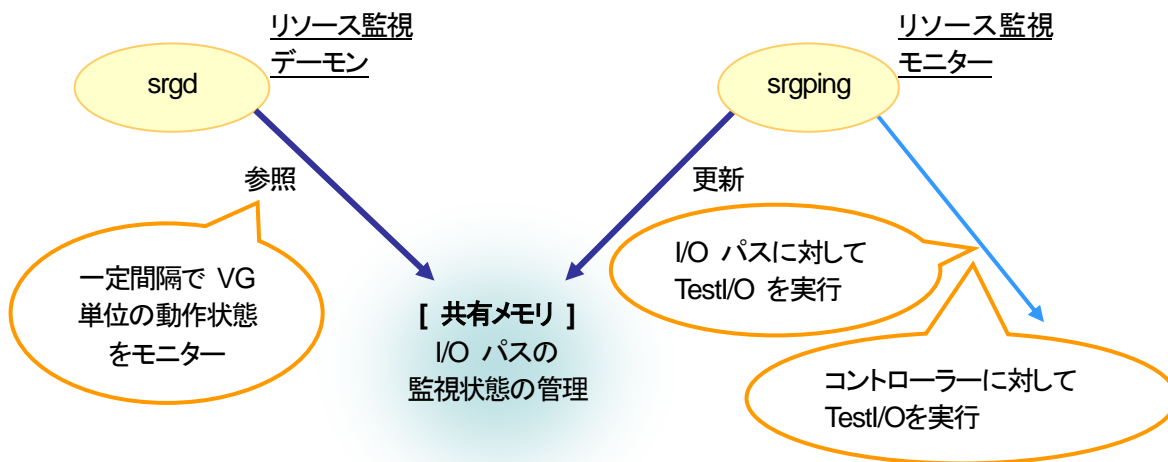 リソース監視
デーモン
srgd
リソース監視
モニター
srgping
参照
更新
一定間隔で VG
単位の動作状態
をモニター
I/O パスに対して
TestI/O を実行
[ 共有メモリ ]
I/O パスの
監視状態の管理
コントローラーに対して
TestI/Oを実行